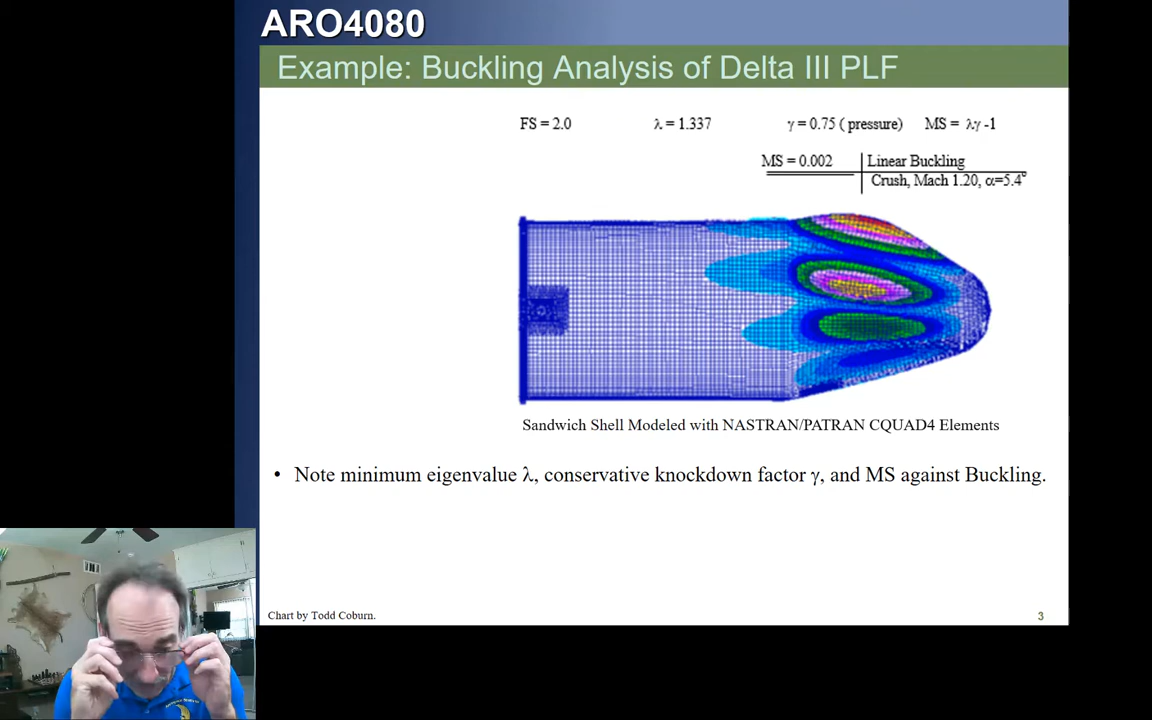 ARO4080
Example: Buckling Analysis of Delta III PLF
FS = 2.0 λ = 1.337 γ = 0.75 ( pressure) MS = λγ -1
MS = 0.002 Linear Buckling
Crush, Mach 1.20, α=5.4°
Sandwich Shell Modeled with NASTRAN/PATRAN CQUAD4 Elements
• Note minimum eigenvalue λ, conservative knockdown factor γ, and MS against Buckling.
Chart by Todd Coburn.
3